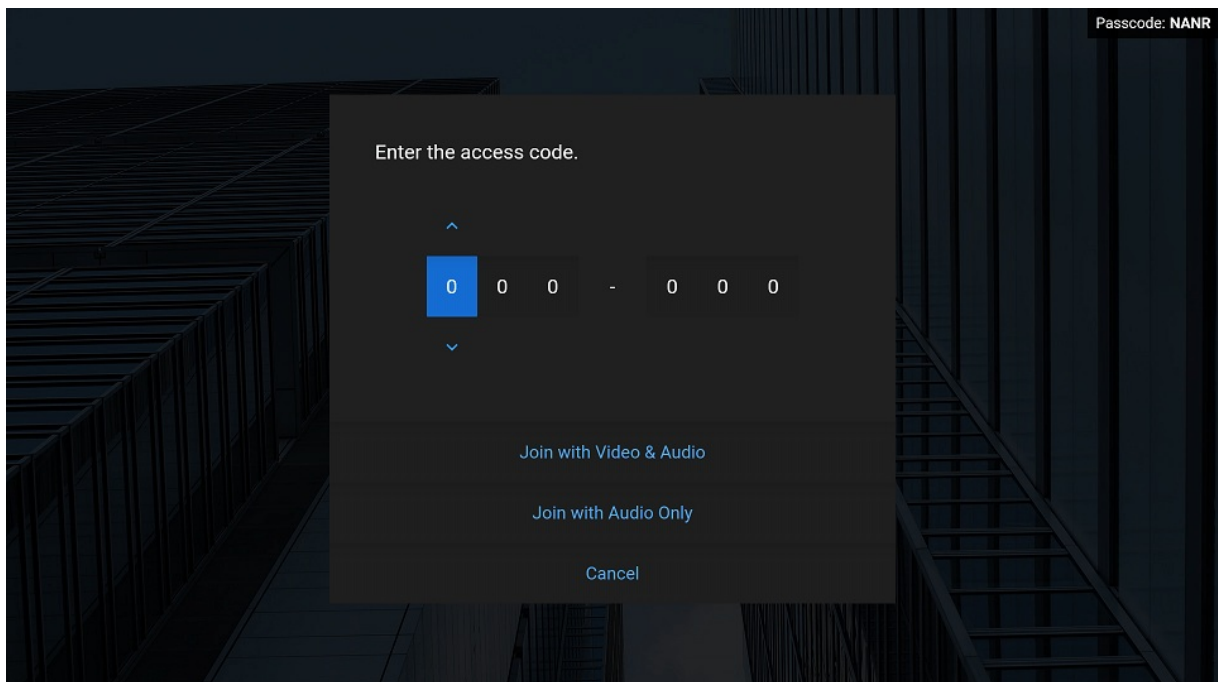 Passcode: NANR
Enter the access code.
0 0 0 - 0 0 0
Join with Video & Audio
Join with Audio Only
Cancel